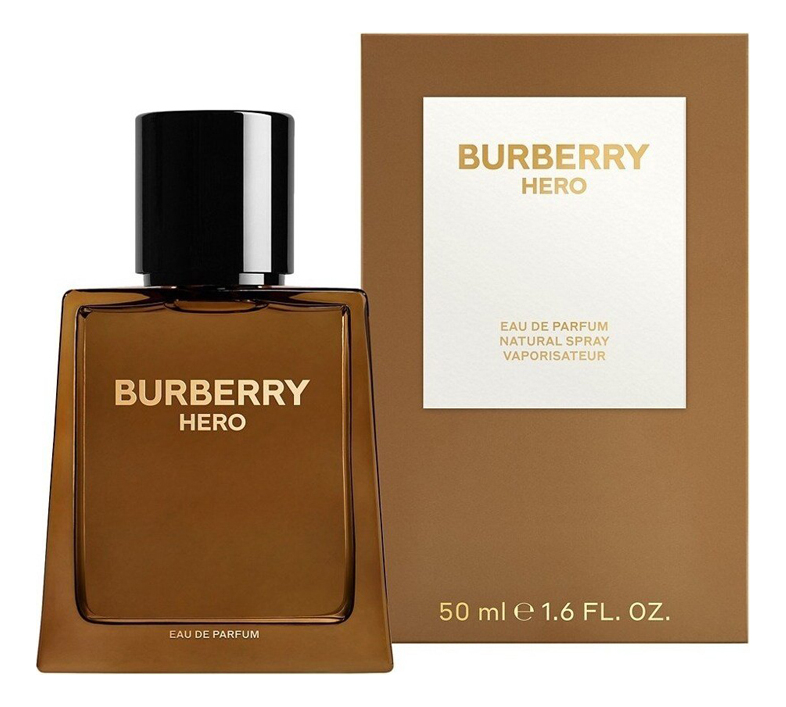 BURBERRY
HERO
EAU DE PARFUM
BURBERRY
HERO
EAU DE PARFUM
NATURAL SPRAY
VAPORISATEUR
50 ml ℮ 1.6 FL. OZ.